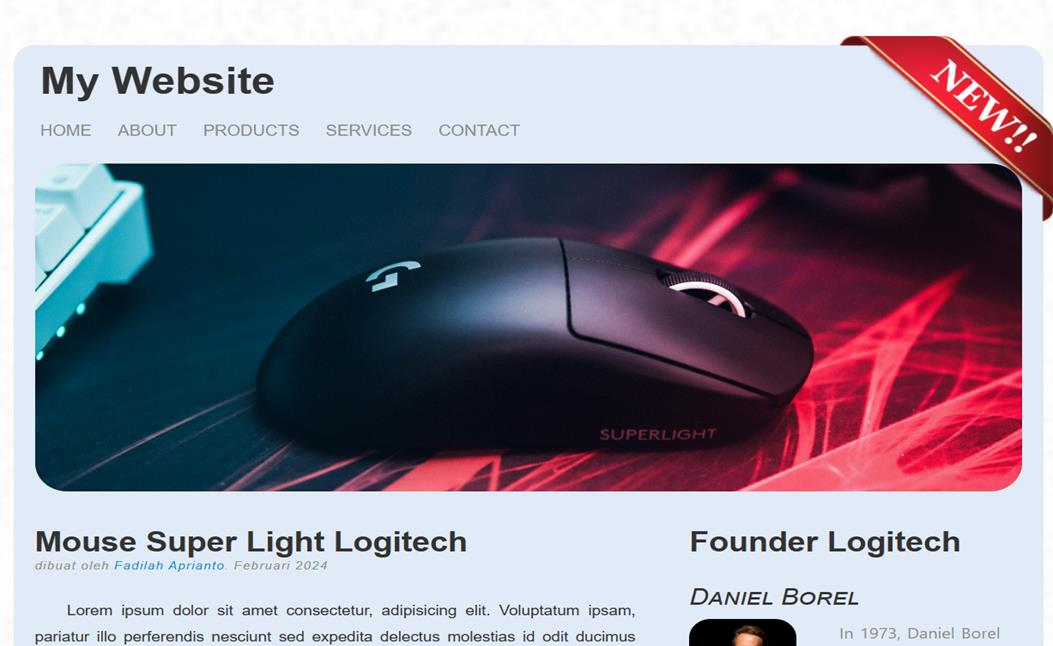 My Website
NEW!!
HOME ABOUT PRODUCTS SERVICES CONTACT
SUPERLIGHT
Mouse Super Light Logitech
dibuat oleh Fadilah Aprianto. Februari 2024
Lorem ipsum dolor sit amet consectetur, adipisicing elit. Voluptatum ipsam,
pariatur illo perferendis nesciunt sed expedita delectus molestias id odit ducimus
Founder Logitech
DANIEL BOREL
In 1973, Daniel Borel